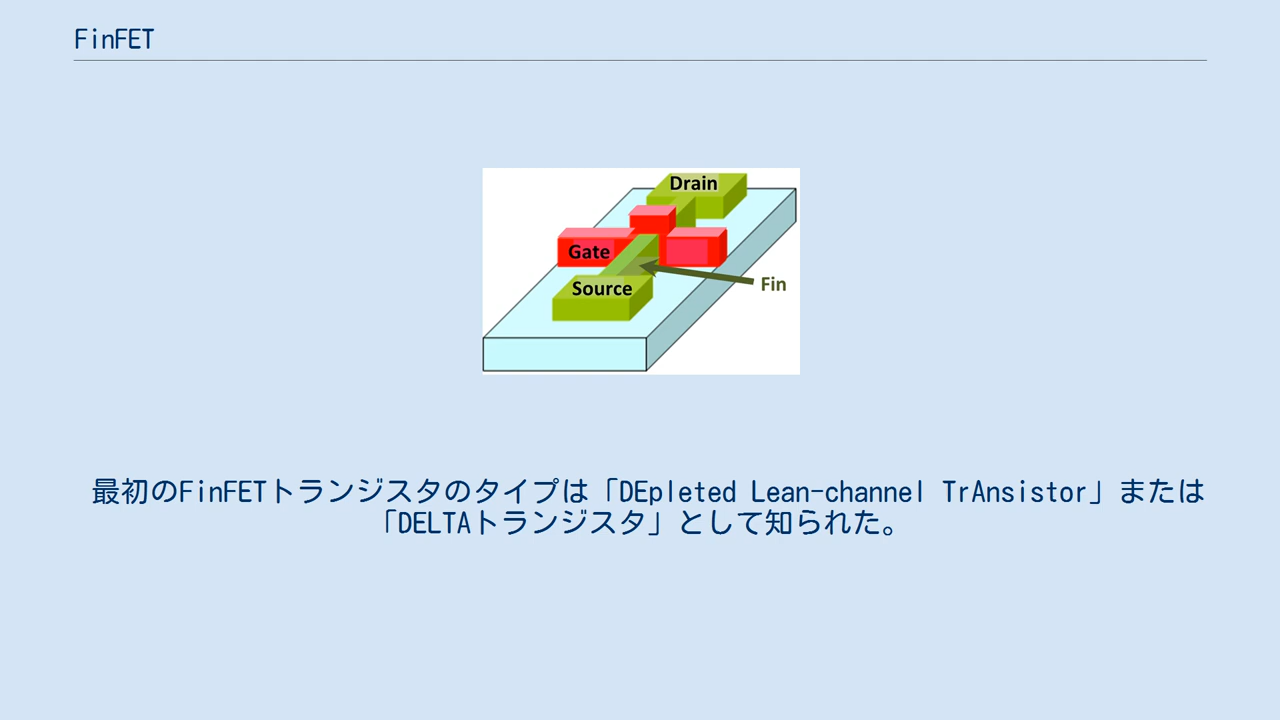 FinFET
Drain
Gate
Source
Fin
最初のFinFETトランジスタのタイプは「DEpleted Lean-channel TrAnsistor」または
「DELTAトランジスタ」として知られた。